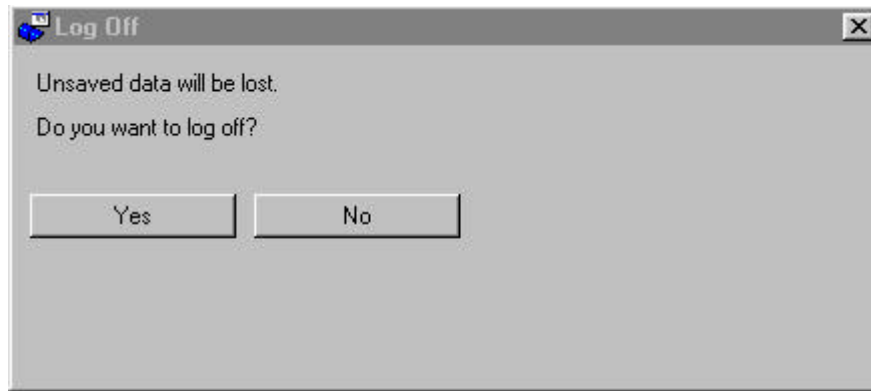 Log Off
Unsaved data will be lost.
Do you want to log off?
Yes No